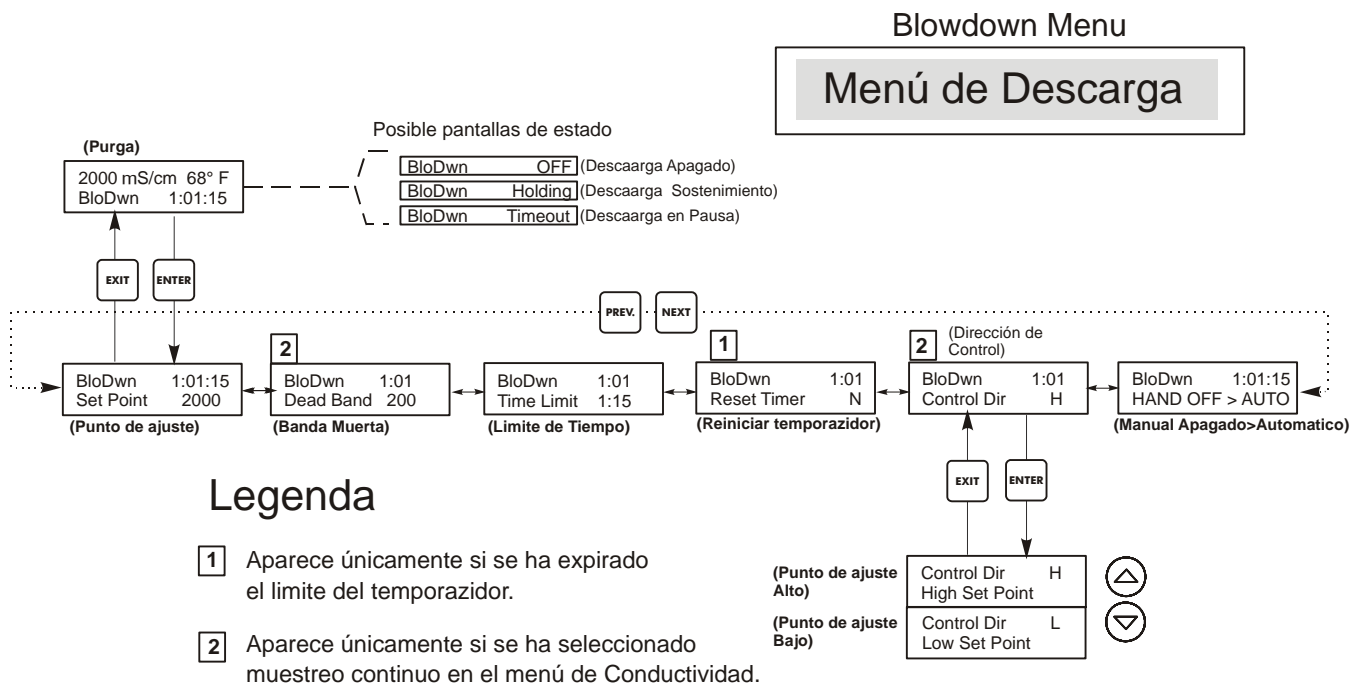 Blowdown Menu
Menú de Descarga
Posible pantallas de estado
(Purga)
2000 mS/cm 68° F
BloDwn 1:01:15
BloDwn OFF (Descaarga Apagado)
BloDwn Holding (Descaarga Sostenimiento)
BloDwn Timeout (Descaarga en Pausa)
EXIT ENTER
PREV. NEXT
BloDwn 1:01:15
Set Point 2000
(Punto de ajuste)
2
BloDwn 1:01
Dead Band 200
(Banda Muerta)
BloDwn 1:01
Time Limit 1:15
(Limite de Tiempo)
1
BloDwn 1:01
Reset Timer N
(Reiniciar temporazidor)
2 (Dirección de
Control)
BloDwn 1:01
Control Dir H
BloDwn 1:01:15
HAND OFF > AUTO
(Manual Apagado>Automatico)
EXIT ENTER
(Punto de ajuste
Alto)
Control Dir H
High Set Point
(Punto de ajuste
Bajo)
Control Dir L
Low Set Point
Legenda
1 Aparece únicamente si se ha expirado
el limite del temporazidor.
2 Aparece únicamente si se ha seleccionado
muestreo continuo en el menú de Conductividad.